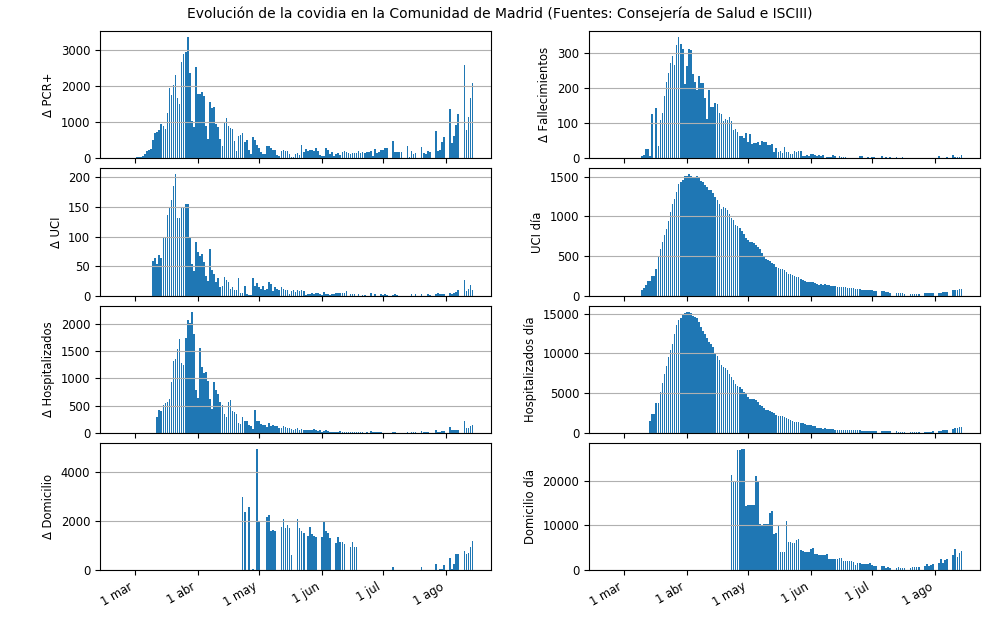 Evolución de la covidia en la Comunidad de Madrid (Fuentes: Consejería de Salud e ISCIII)
Δ PCR+
3000
2000
1000
0
Δ Fallecimientos
300
200
100
0
Δ UCI
200
150
100
50
0
UCI día
1500
1000
500
0
Δ Hospitalizados
2000
1500
1000
500
0
Hospitalizados día
15000
10000
5000
0
Δ Domicilio
4000
2000
0
1 mar
1 abr
1 may
1 jun
1 jul
1 ago
Domicilio día
20000
10000
0
1 mar
1 abr
1 may
1 jun
1 jul
1 ago